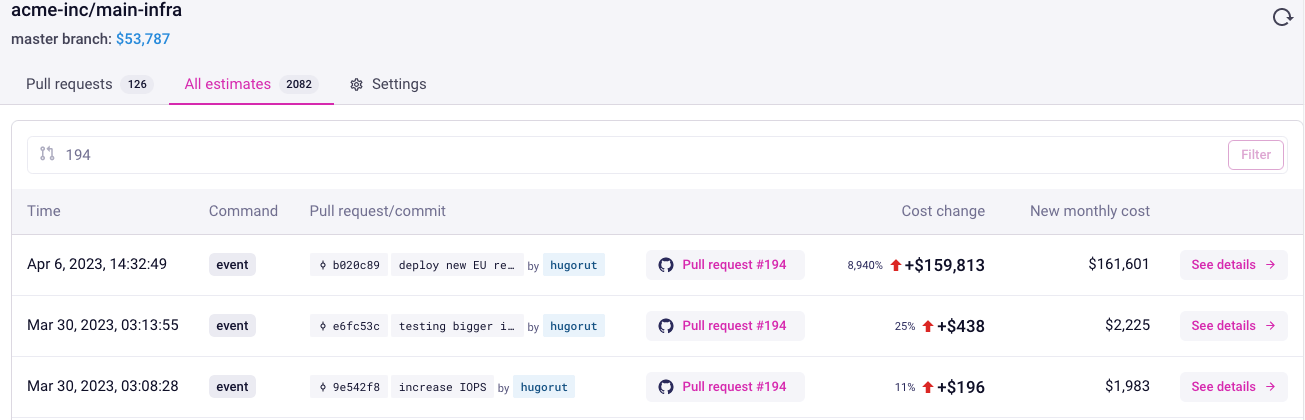 acme-inc/main-infra
master branch: $53,787
Pull requests 126 All estimates 2082 Settings
194 Filter
Time Command Pull request/commit Cost change New monthly cost
Apr 6, 2023, 14:32:49 event b020c89 deploy new EU re… by hugorut Pull request #194 8,940% +$159,813 $161,601 See details →
Mar 30, 2023, 03:13:55 event e6fc53c testing bigger i… by hugorut Pull request #194 25% +$438 $2,225 See details →
Mar 30, 2023, 03:08:28 event 9e542f8 increase IOPS by hugorut Pull request #194 11% +$196 $1,983 See details →